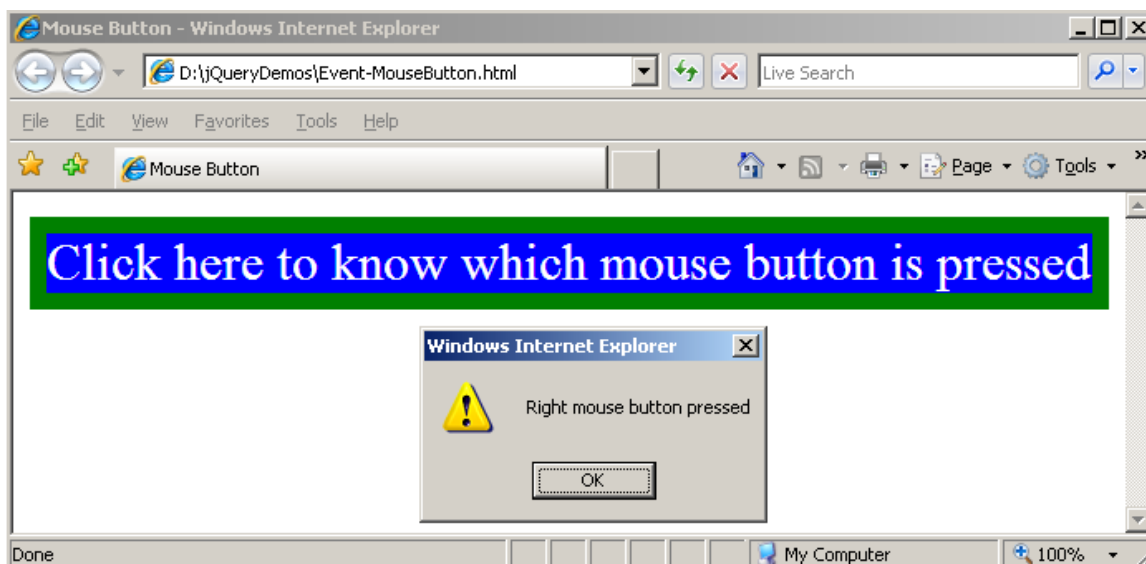 Mouse Button - Windows Internet Explorer
D:\jQueryDemos\Event-MouseButton.html
Live Search
File Edit View Favorites Tools Help
Mouse Button
Page Tools »
Click here to know which mouse button is pressed
Windows Internet Explorer
Right mouse button pressed
OK
Done
My Computer
100%